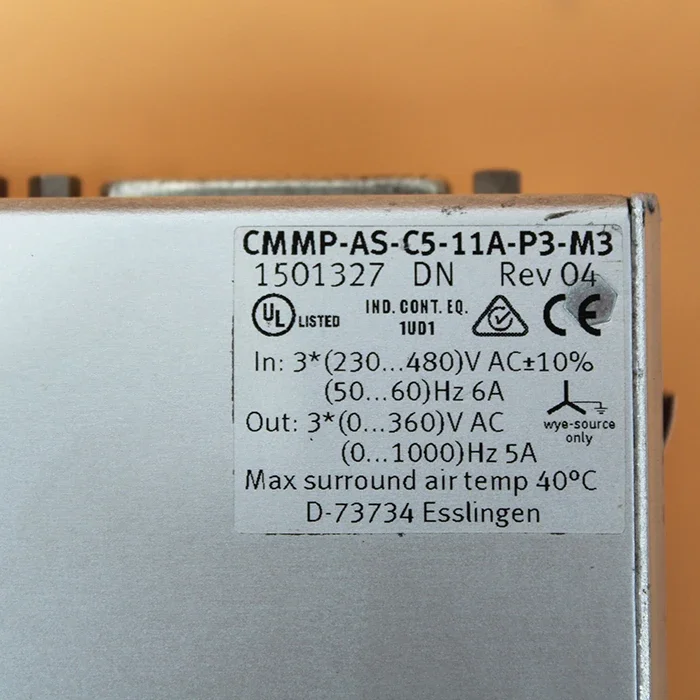 CMMP-AS-C5-11A-P3-M3
1501327 DN Rev 04
UL LISTED IND. CONT. EQ. 1UD1 CE
In: 3*(230...480)V AC±10%
(50...60)Hz 6A
Out: 3*(0...360)V AC
wye-source only
(0...1000)Hz 5A
Max surround air temp 40°C
D-73734 Esslingen